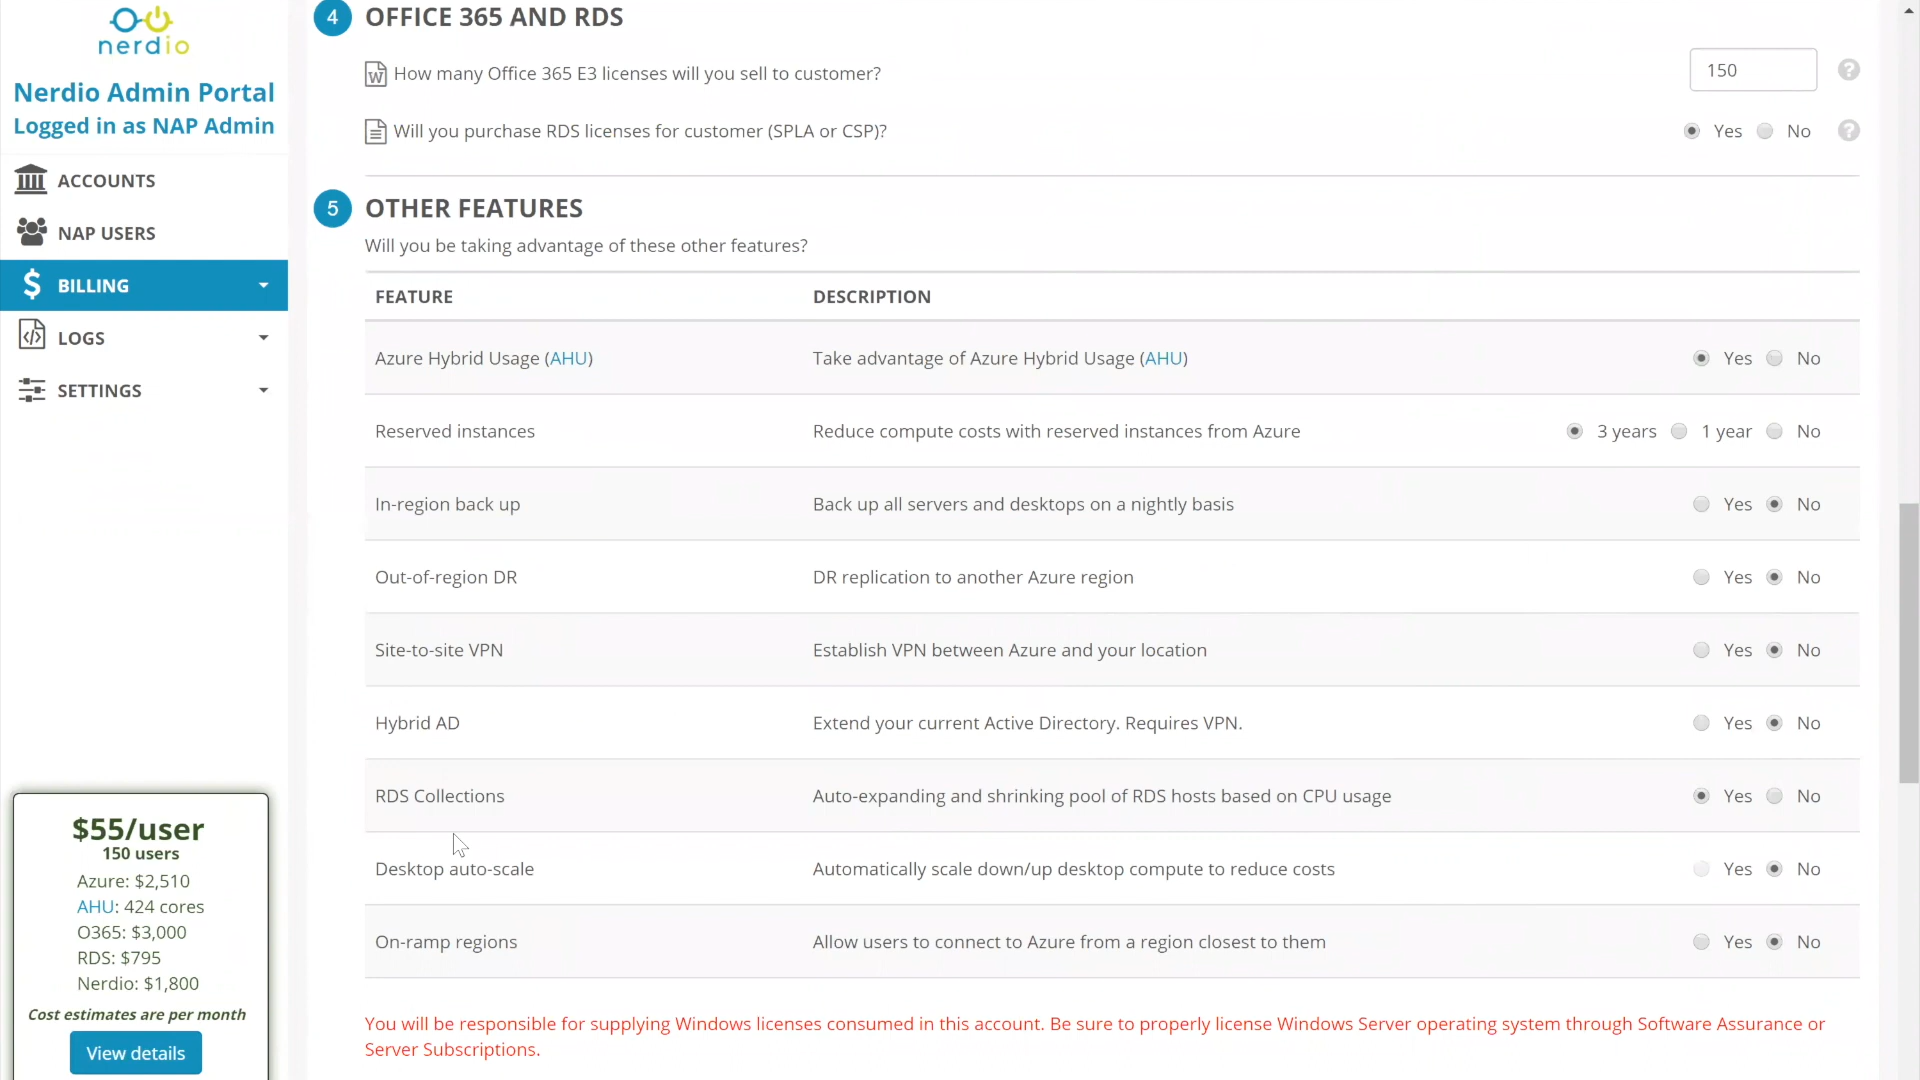 nerdio
Nerdio Admin Portal
Logged in as NAP Admin
ACCOUNTS
NAP USERS
BILLING
LOGS
SETTINGS
$55/user
150 users
Azure: $2,510
AHU: 424 cores
O365: $3,000
RDS: $795
Nerdio: $1,800
Cost estimates are per month
View details
4 OFFICE 365 AND RDS
How many Office 365 E3 licenses will you sell to customer? 150 ?
Will you purchase RDS licenses for customer (SPLA or CSP)? Yes No ?
5 OTHER FEATURES
Will you be taking advantage of these other features?
FEATURE DESCRIPTION
Azure Hybrid Usage (AHU) Take advantage of Azure Hybrid Usage (AHU) Yes No
Reserved instances Reduce compute costs with reserved instances from Azure 3 years 1 year No
In-region back up Back up all servers and desktops on a nightly basis Yes No
Out-of-region DR DR replication to another Azure region Yes No
Site-to-site VPN Establish VPN between Azure and your location Yes No
Hybrid AD Extend your current Active Directory. Requires VPN. Yes No
RDS Collections Auto-expanding and shrinking pool of RDS hosts based on CPU usage Yes No
Desktop auto-scale Automatically scale down/up desktop compute to reduce costs Yes No
On-ramp regions Allow users to connect to Azure from a region closest to them Yes No
You will be responsible for supplying Windows licenses consumed in this account. Be sure to properly license Windows Server operating system through Software Assurance or
Server Subscriptions.